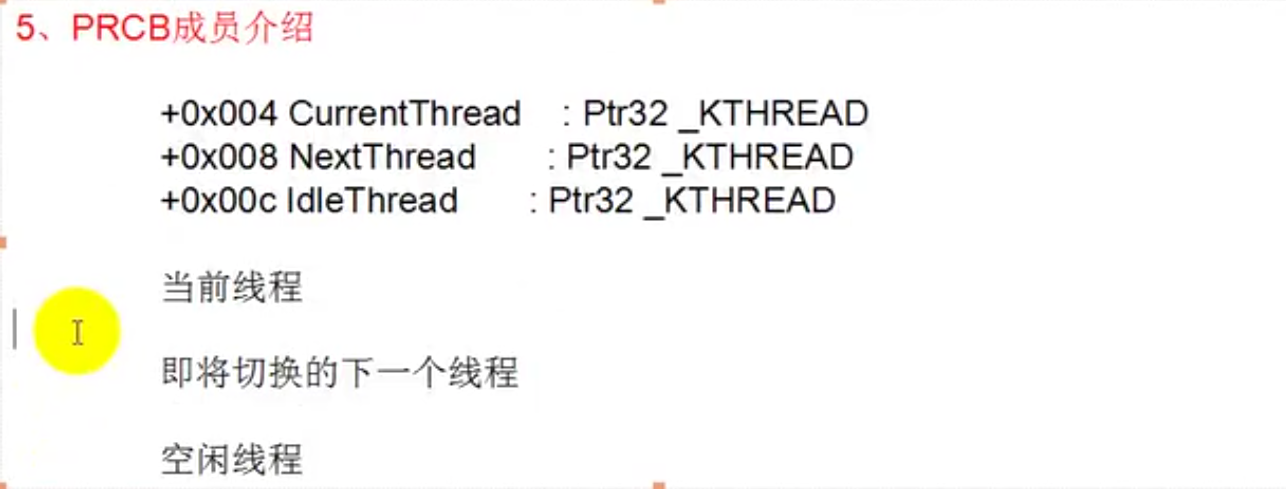 5、PRCB成员介绍
+0x004 CurrentThread : Ptr32 _KTHREAD
+0x008 NextThread : Ptr32 _KTHREAD
+0x00c IdleThread : Ptr32 _KTHREAD
当前线程
即将切换的下一个线程
空闲线程